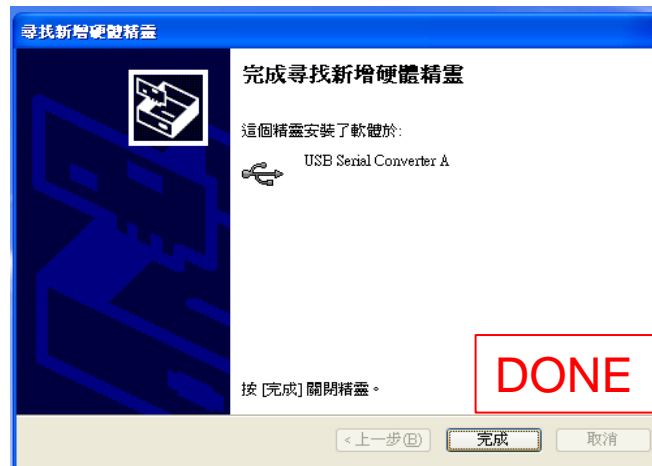 尋找新增硬體精靈
完成尋找新增硬體精靈
這個精靈安裝了軟體於:
USB Serial Converter A
DONE
按 [完成] 關閉精靈。
<上一步(B)
完成
取消